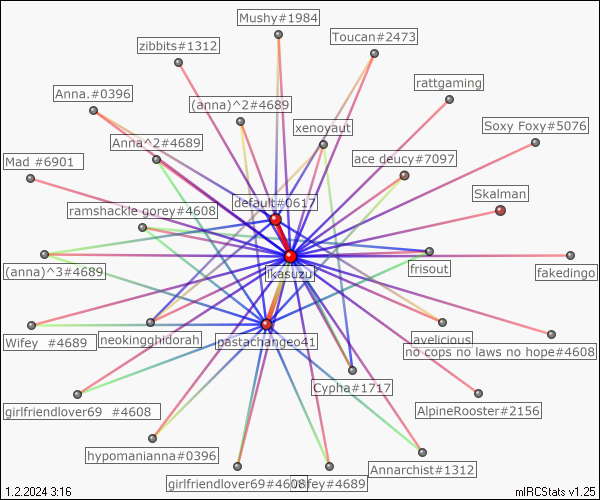 Mushy#1984
Toucan#2473
zibbits#1312
rattgaming
Anna.#0396
(anna)^2#4689
xenoyaut
Soxy Foxy#5076
Anna^2#4689
ace deucy#7097
Mad #6901
Skalman
default#0617
ramshackle gorey#4608
(anna)^3#4689
frisout
fakedingo
likasuzu
Wifey #4689
neokingghidorah
pastachangeo41
avelicious
no cops no laws no hope#4608
Cypha#1717
girlfriendlover69 #4608
AlpineRooster#2156
hypomanianna#0396
Annarchist#1312
girlfriendlover69#4608
Wifey#4689
1.2.2024 3:16
mIRCStats v1.25